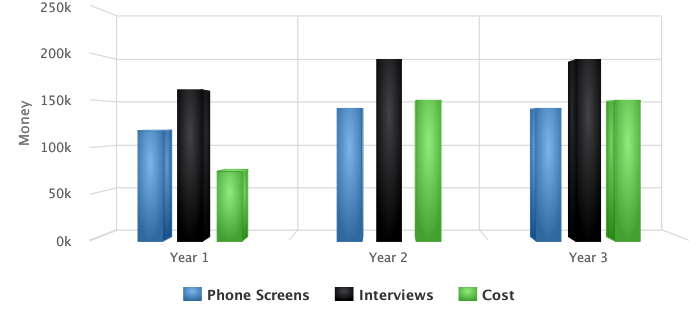 250k
200k
150k
100k
50k
0k
Money
Year 1 Year 2 Year 3
Phone Screens Interviews Cost